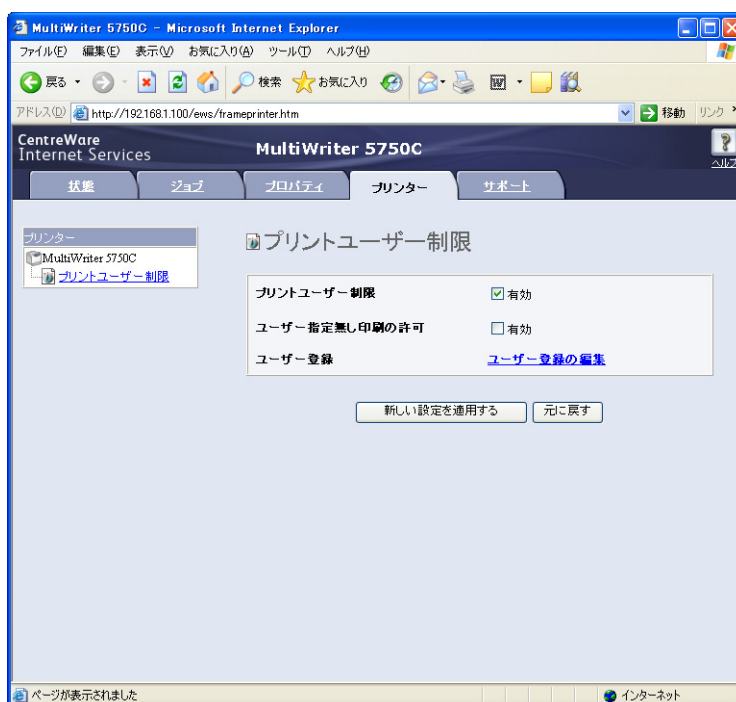 MultiWriter 5750C - Microsoft Internet Explorer
ファイル(F) 編集(E) 表示(V) お気に入り(A) ツール(T) ヘルプ(H)
戻る 検索 お気に入り
アドレス(D) http://192.168.1.100/ews/frameprinter.htm 移動 リンク
CentreWare
Internet Services
MultiWriter 5750C
ヘルプ
状態 ジョブ プロパティ プリンター サポート
プリンター
MultiWriter 5750C
プリントユーザー制限
プリントユーザー制限
プリントユーザー制限 有効
ユーザー指定無し印刷の許可 有効
ユーザー登録 ユーザー登録の編集
新しい設定を適用する 元に戻す
ページが表示されました インターネット